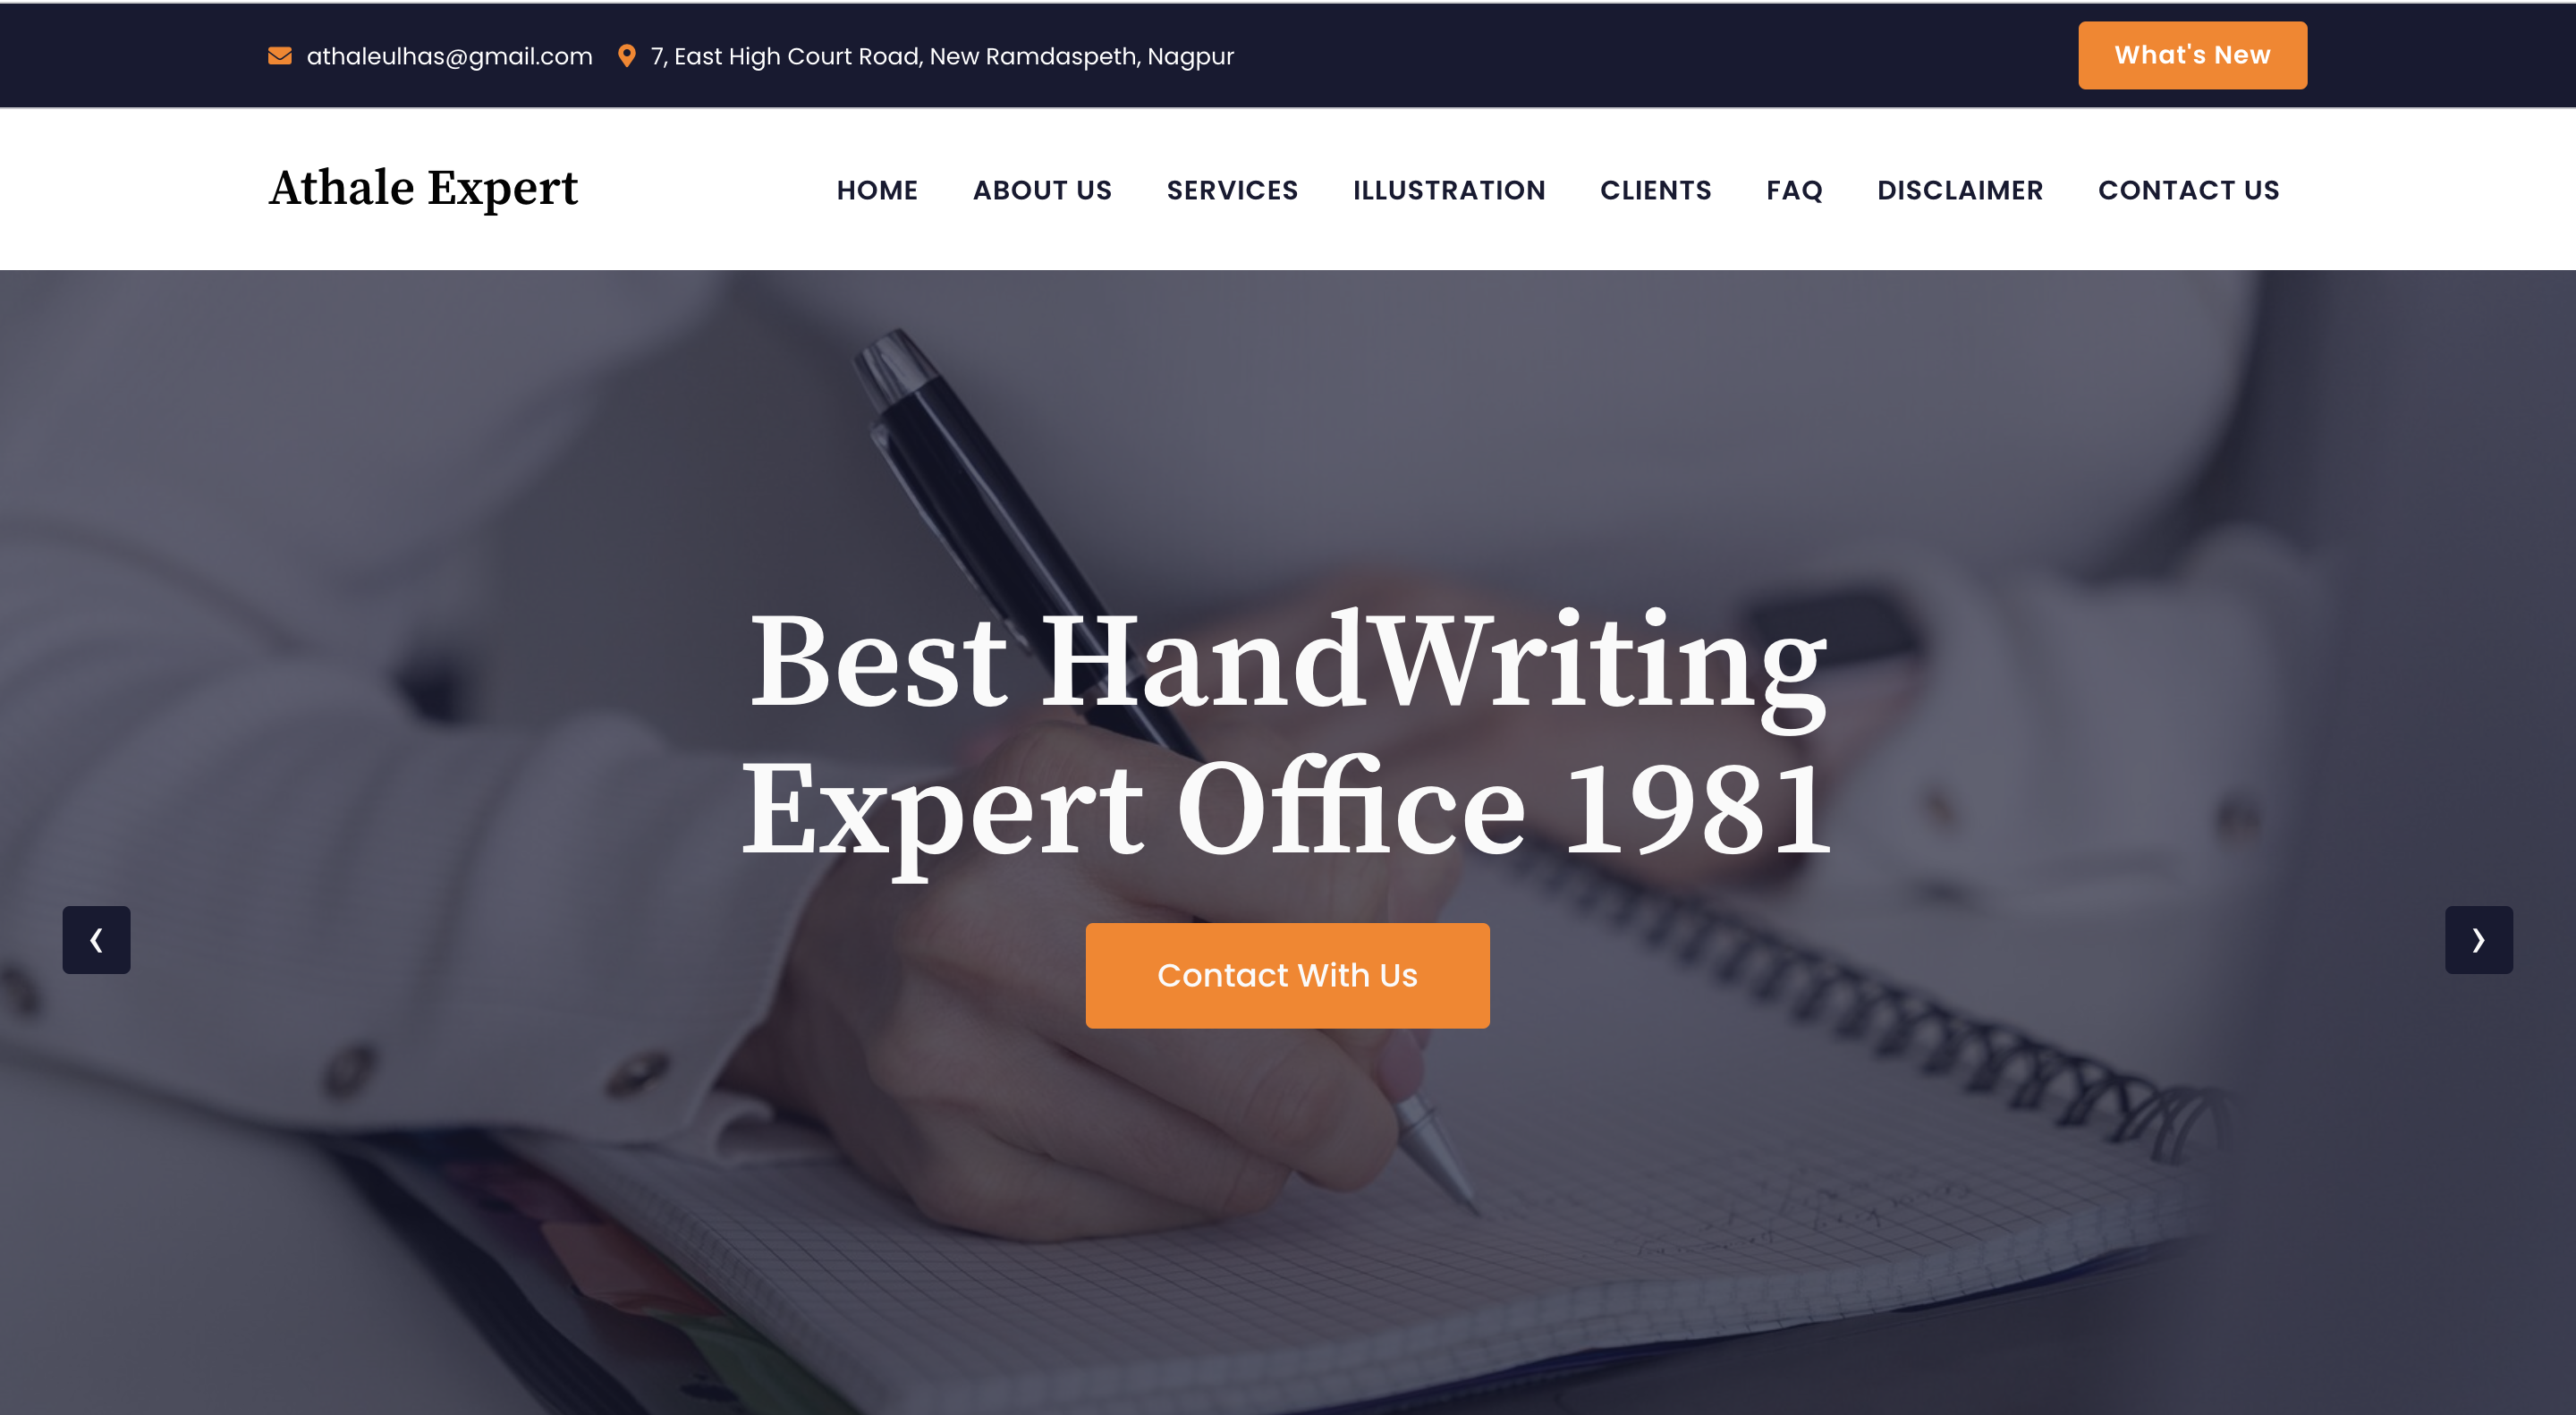 athaleulhas@gmail.com 7, East High Court Road, New Ramdaspeth, Nagpur What's New
Athale Expert HOME ABOUT US SERVICES ILLUSTRATION CLIENTS FAQ DISCLAIMER CONTACT US
Best HandWriting
Expert Office 1981
Contact With Us